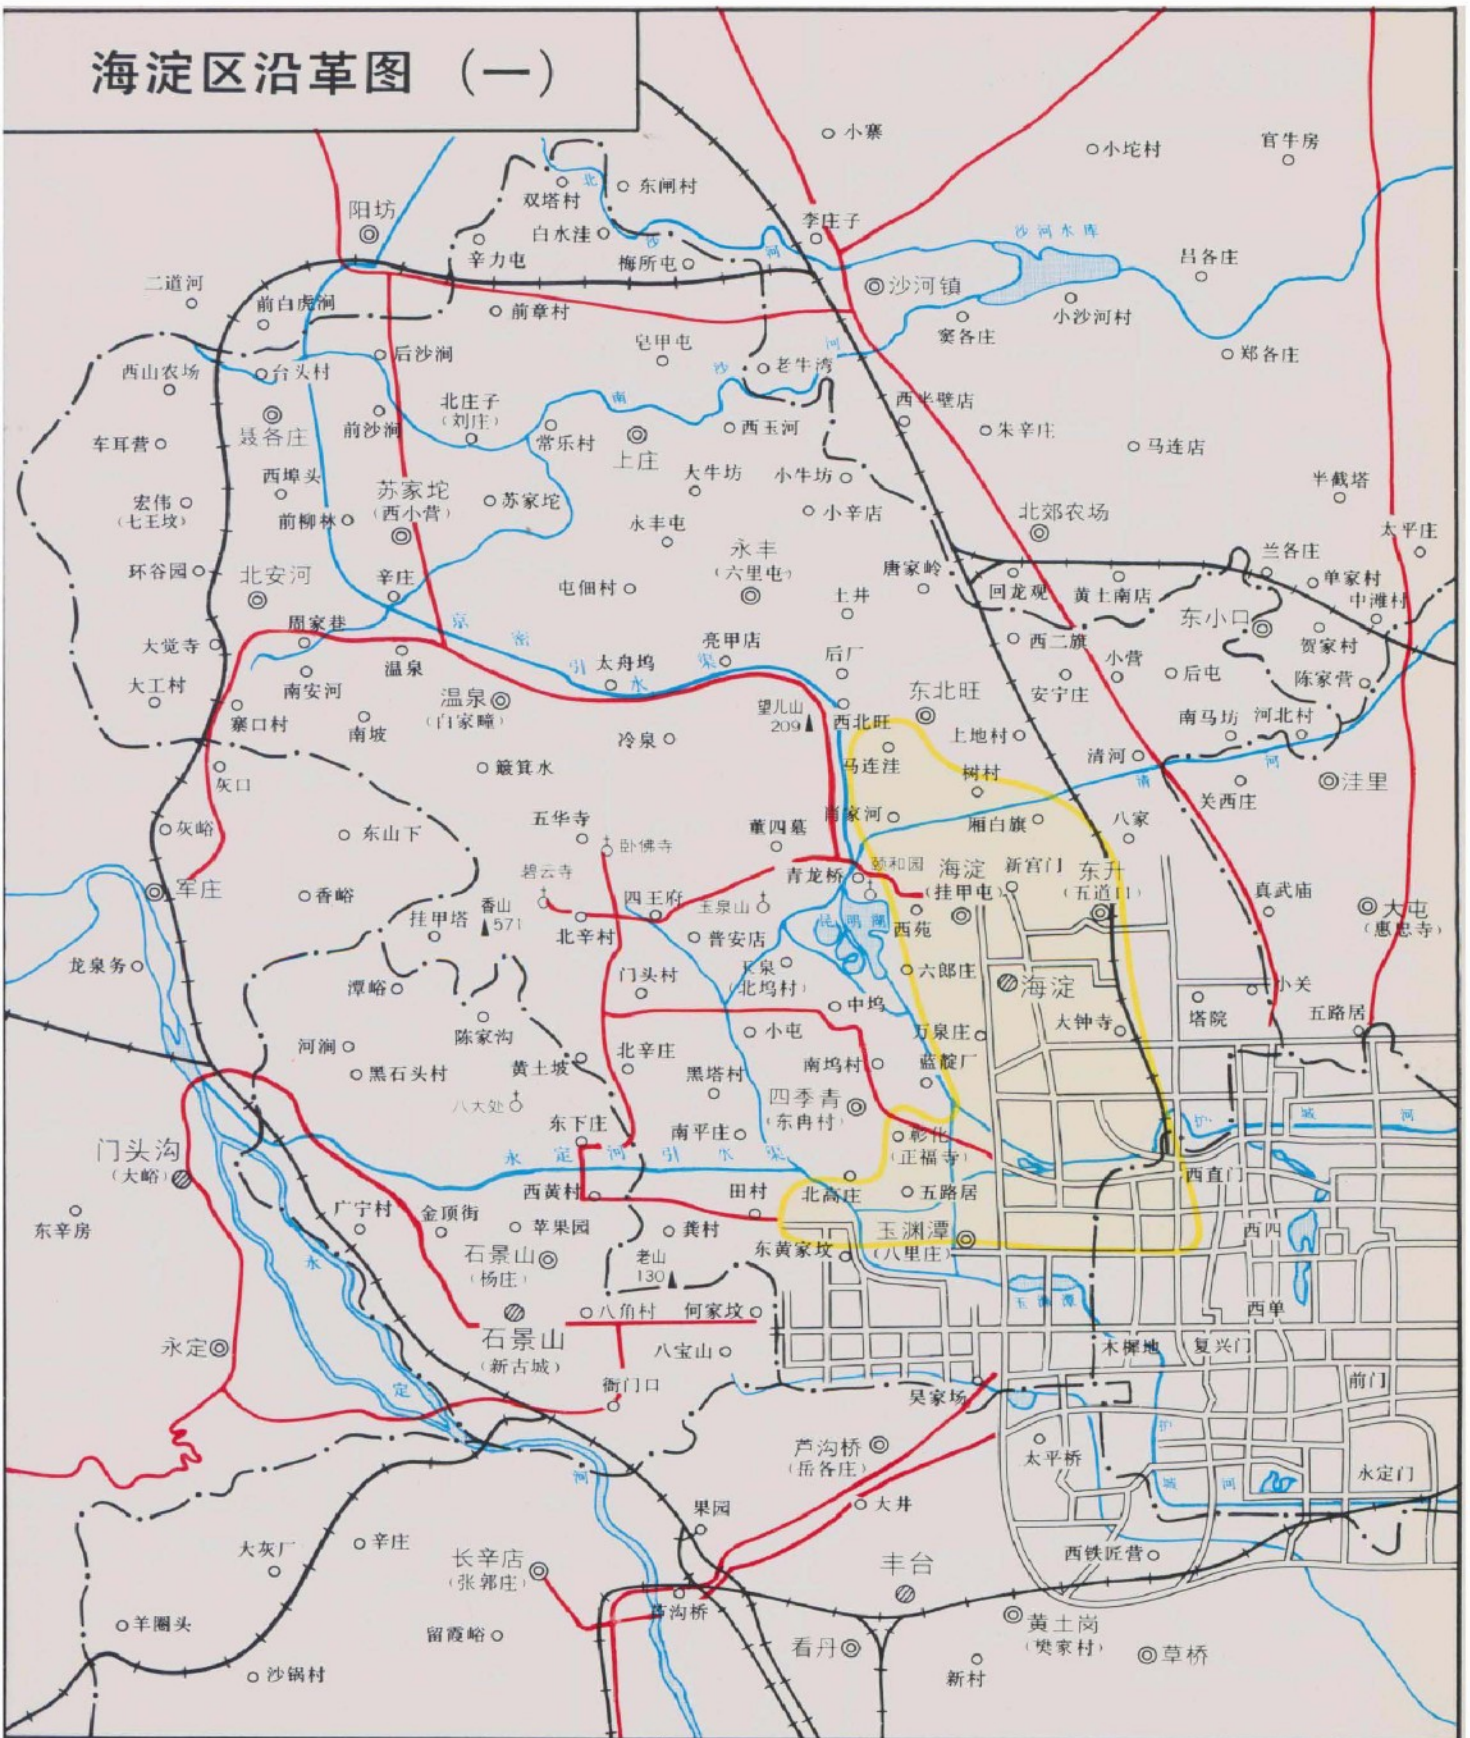 海淀区沿革图（一）
小寨
小坨村
官牛房
双塔村
北
东闸村
阳坊
白水洼
沙
李庄子
沙河水库
辛力屯
梅所屯
河
吕各庄
二道河
沙河镇
前白虎涧
前章村
小沙河村
窦各庄
皂甲屯
河
后沙涧
郑各庄
西山农场
台头村
沙
老牛湾
北庄子
（刘庄）
南
西半壁店
聂各庄
前沙涧
常乐村
西玉河
朱辛庄
车耳营
上庄
马连店
西埠头
大牛坊
小牛坊
半截塔
苏家坨
（西小营）
苏家坨
宏伟
（七王坟）
前柳林
永丰屯
小辛店
北郊农场
太平庄
永丰
（六里屯）
兰各庄
环谷园
北安河
辛庄
屯佃村
唐家岭
单家村
土井
回龙观
黄土南店
中滩村
周家巷
京
密
东小口
大觉寺
温泉
引
太舟坞
渠
亮甲店
后厂
西二旗
小营
贺家村
水
后屯
大工村
南安河
温泉
（白家疃）
东北旺
安宁庄
陈家营
寨口村
南坡
望儿山
209
西北旺
上地村
南马坊
河北村
冷泉
清河
河
灰口
簸箕水
马连洼
树村
清
洼里
关西庄
灰峪
东山下
五华寺
卧佛寺
董四墓
肖家河
厢白旗
八家
碧云寺
青龙桥
颐和园
海淀
（挂甲屯）
新宫门
东升
（五道口）
军庄
香峪
香山
571
四王府
玉泉山
真武庙
大屯
（惠忠寺）
挂甲塔
北辛村
普安店
昆明湖
西苑
龙泉务
门头村
玉泉
（北坞村）
六郎庄
海淀
潭峪
中坞
小关
塔院
五路居
陈家沟
小屯
万泉庄
大钟寺
河涧
黑石头村
黄土坡
北辛庄
黑塔村
南坞村
蓝靛厂
八大处
四季青
（东冉村）
护
城
河
东下庄
南平庄
彰化
（正福寺）
门头沟
（大峪）
永定河引水渠
西直门
西黄村
田村
北高庄
五路居
东辛房
广宁村
金顶街
苹果园
龚村
玉渊潭
（八里庄）
西四
石景山
（杨庄）
老山
130
东黄家坟
永
玉渊潭
八角村
何家坟
西单
石景山
（新古城）
永定
八宝山
木樨地
复兴门
定
衙门口
吴家场
前门
护
芦沟桥
（岳各庄）
太平桥
河
城
河
永定门
果园
大井
大灰厂
辛庄
长辛店
（张郭庄）
西铁匠营
丰台
芦沟桥
羊圈头
留霞峪
看丹
黄土岗
（樊家村）
草桥
沙锅村
新村